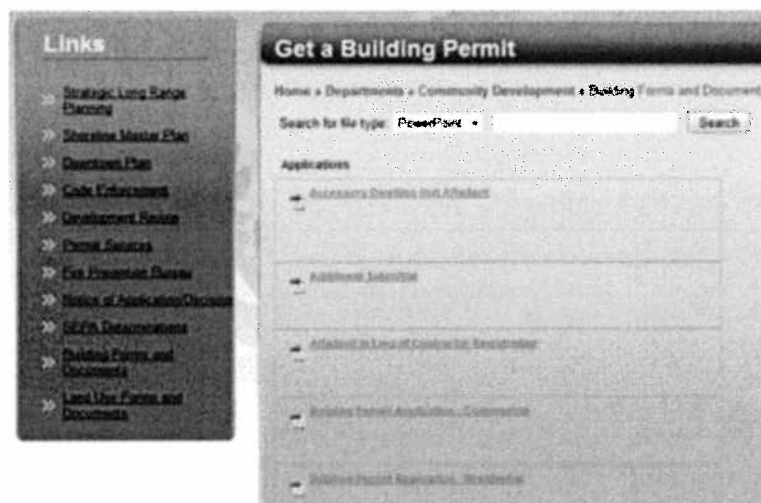 Links
Strategic Long Range
Planning
Shoreline Master Plan
Downtown Plan
Code Enforcement
Development Review
Permit Services
Fire Prevention Bureau
Notice of Application/Decision
SEPA Determinations
Building Forms and
Documents
Land Use Forms and
Documents
Get a Building Permit
Home » Departments » Community Development » Building Forms and Document
Search for file type: PowerPoint Search
Applications
Accessory Dwelling Unit Affidavit
Additional Submittal
Affidavit in Lieu of Contractor Registration
Building Permit Application - Commercial
Building Permit Application - Residential